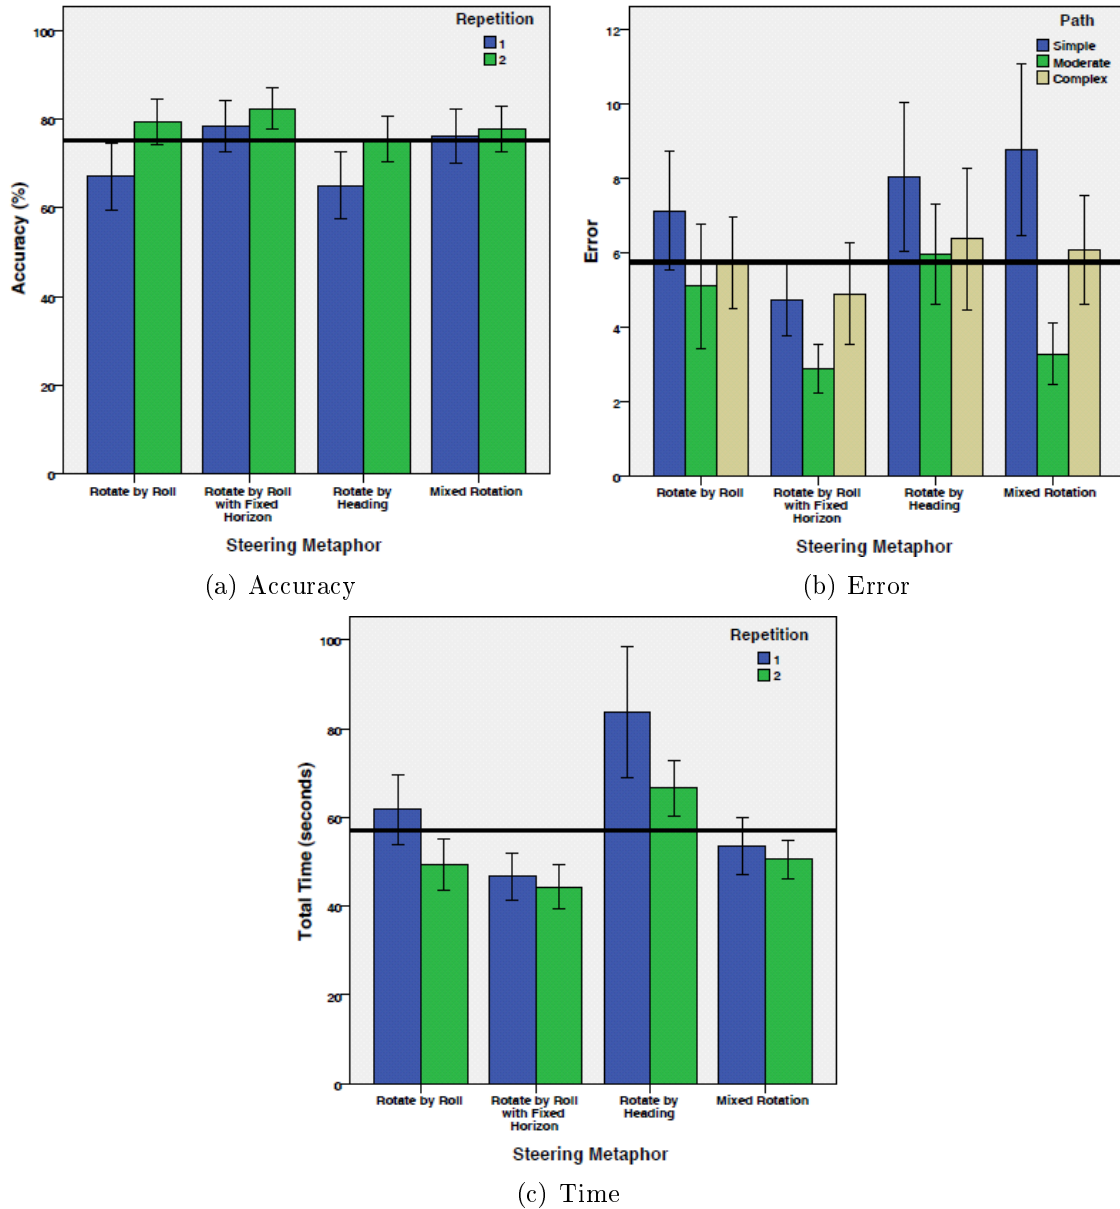 Repetition
1
2
100
80
60
40
20
0
Accuracy (%)
Rotate by Roll
Rotate by Roll
with Fixed
Horizon
Rotate by
Heading
Mixed Rotation
Steering Metaphor
(a) Accuracy
Path
Simple
Moderate
Complex
12
10
8
6
4
2
0
Error
Rotate by Roll
Rotate by Roll
with Fixed
Horizon
Rotate by
Heading
Mixed Rotation
Steering Metaphor
(b) Error
Repetition
1
2
100
80
60
40
20
0
Total Time (seconds)
Rotate by Roll
Rotate by Roll
with Fixed
Horizon
Rotate by
Heading
Mixed Rotation
Steering Metaphor
(c) Time